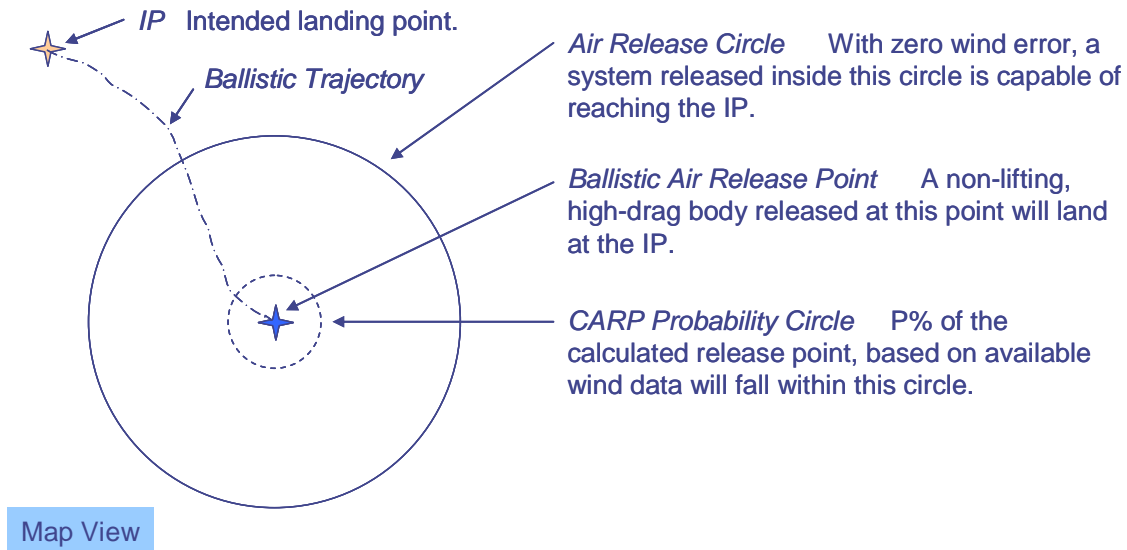 IP Intended landing point.
Ballistic Trajectory
Air Release Circle With zero wind error, a
system released inside this circle is capable of
reaching the IP.
Ballistic Air Release Point A non-lifting,
high-drag body released at this point will land
at the IP.
CARP Probability Circle P% of the
calculated release point, based on available
wind data will fall within this circle.
Map View